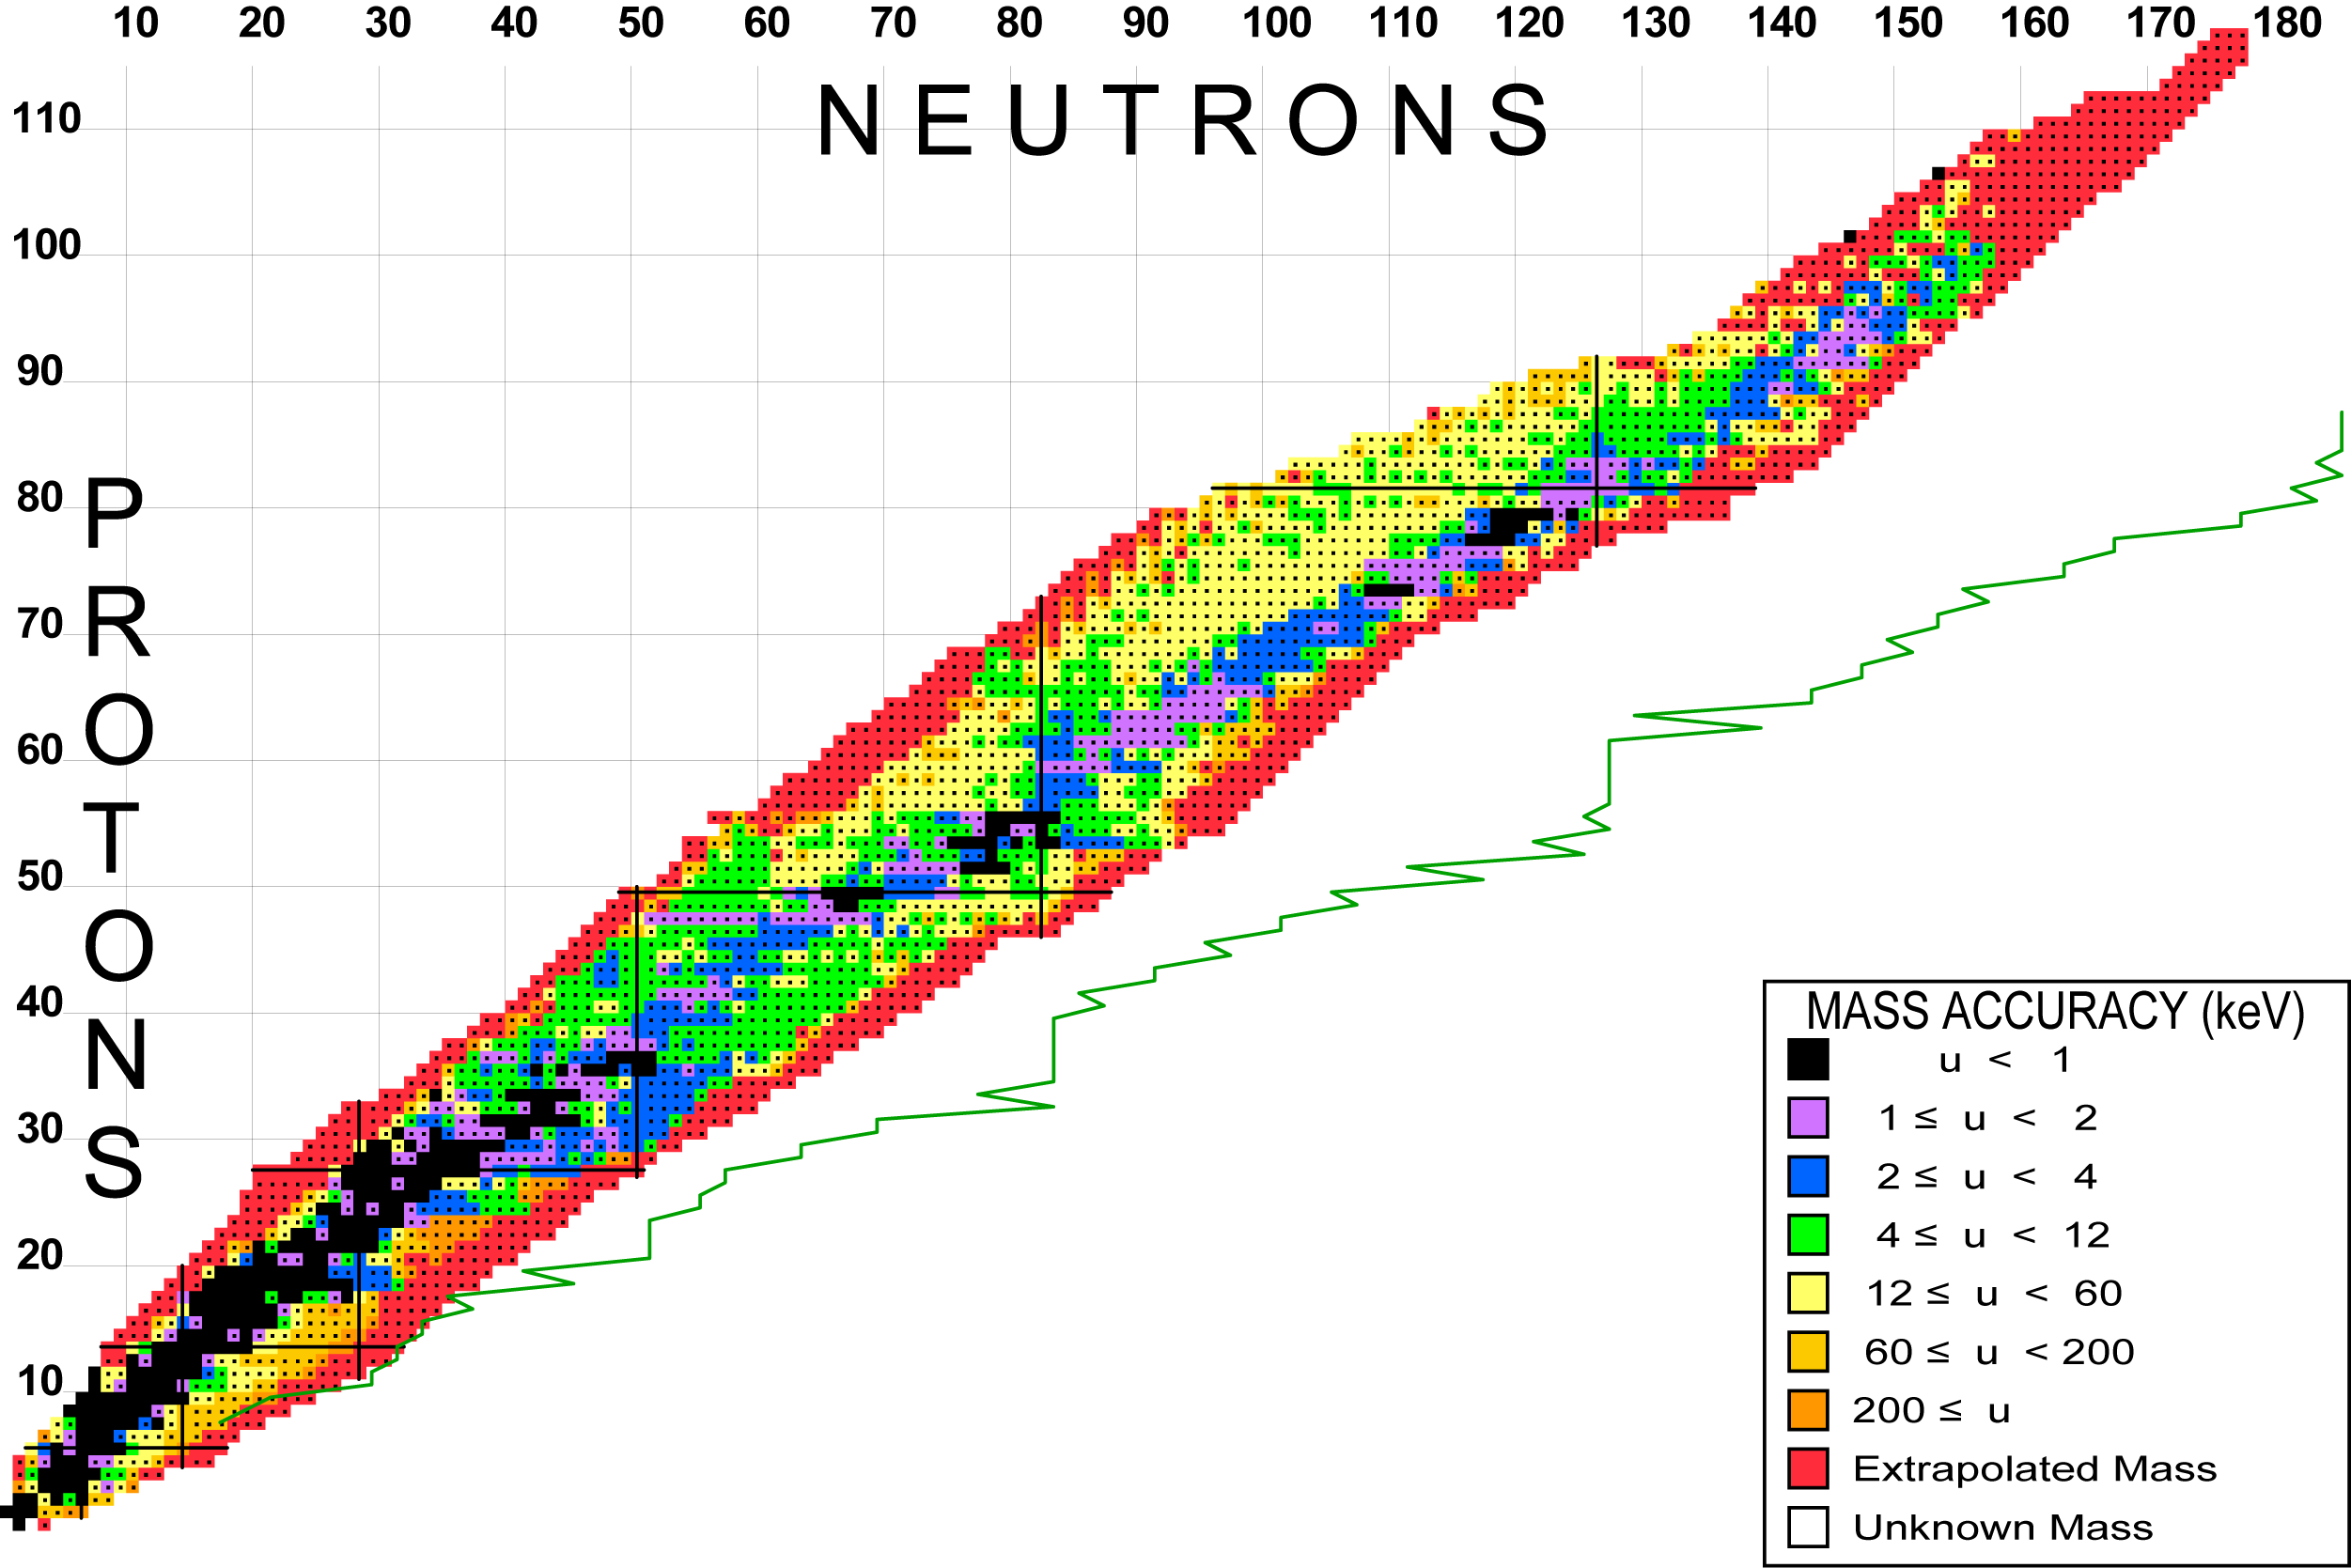 10 20 30 40 50 60 70 80 90 100 110 120 130 140 150 160 170 180
NEUTRONS
110
100
90
80
70
60
50
40
30
20
10
PROTONS
MASS ACCURACY (keV)
u < 1
1 ≤ u < 2
2 ≤ u < 4
4 ≤ u < 12
12 ≤ u < 60
60 ≤ u < 200
200 ≤ u
Extrapolated Mass
Unknown Mass